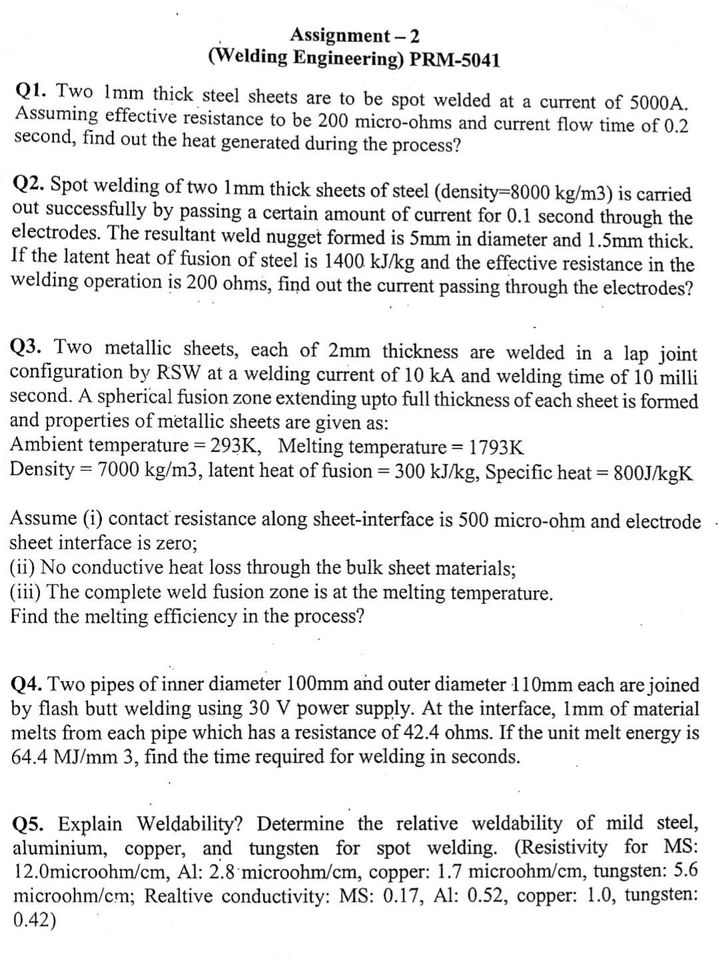 Assignment – 2
(Welding Engineering) PRM-5041
Q1. Two 1mm thick steel sheets are to be spot welded at a current of 5000A.
Assuming effective resistance to be 200 micro-ohms and current flow time of 0.2
second, find out the heat generated during the process?
Q2. Spot welding of two 1mm thick sheets of steel (density=8000 kg/m3) is carried
out successfully by passing a certain amount of current for 0.1 second through the
electrodes. The resultant weld nugget formed is 5mm in diameter and 1.5mm thick.
If the latent heat of fusion of steel is 1400 kJ/kg and the effective resistance in the
welding operation is 200 ohms, find out the current passing through the electrodes?
Q3. Two metallic sheets, each of 2mm thickness are welded in a lap joint
configuration by RSW at a welding current of 10 kA and welding time of 10 milli
second. A spherical fusion zone extending upto full thickness of each sheet is formed
and properties of metallic sheets are given as:
Ambient temperature = 293K, Melting temperature = 1793K
Density = 7000 kg/m3, latent heat of fusion = 300 kJ/kg, Specific heat = 800J/kgK
Assume (i) contact resistance along sheet-interface is 500 micro-ohm and electrode
sheet interface is zero;
(ii) No conductive heat loss through the bulk sheet materials;
(iii) The complete weld fusion zone is at the melting temperature.
Find the melting efficiency in the process?
Q4. Two pipes of inner diameter 100mm and outer diameter 110mm each are joined
by flash butt welding using 30 V power supply. At the interface, 1mm of material
melts from each pipe which has a resistance of 42.4 ohms. If the unit melt energy is
64.4 MJ/mm 3, find the time required for welding in seconds.
Q5. Explain Weldability? Determine the relative weldability of mild steel,
aluminium, copper, and tungsten for spot welding. (Resistivity for MS:
12.0microohm/cm, Al: 2.8 microohm/cm, copper: 1.7 microohm/cm, tungsten: 5.6
microohm/cm; Realtive conductivity: MS: 0.17, Al: 0.52, copper: 1.0, tungsten:
0.42)